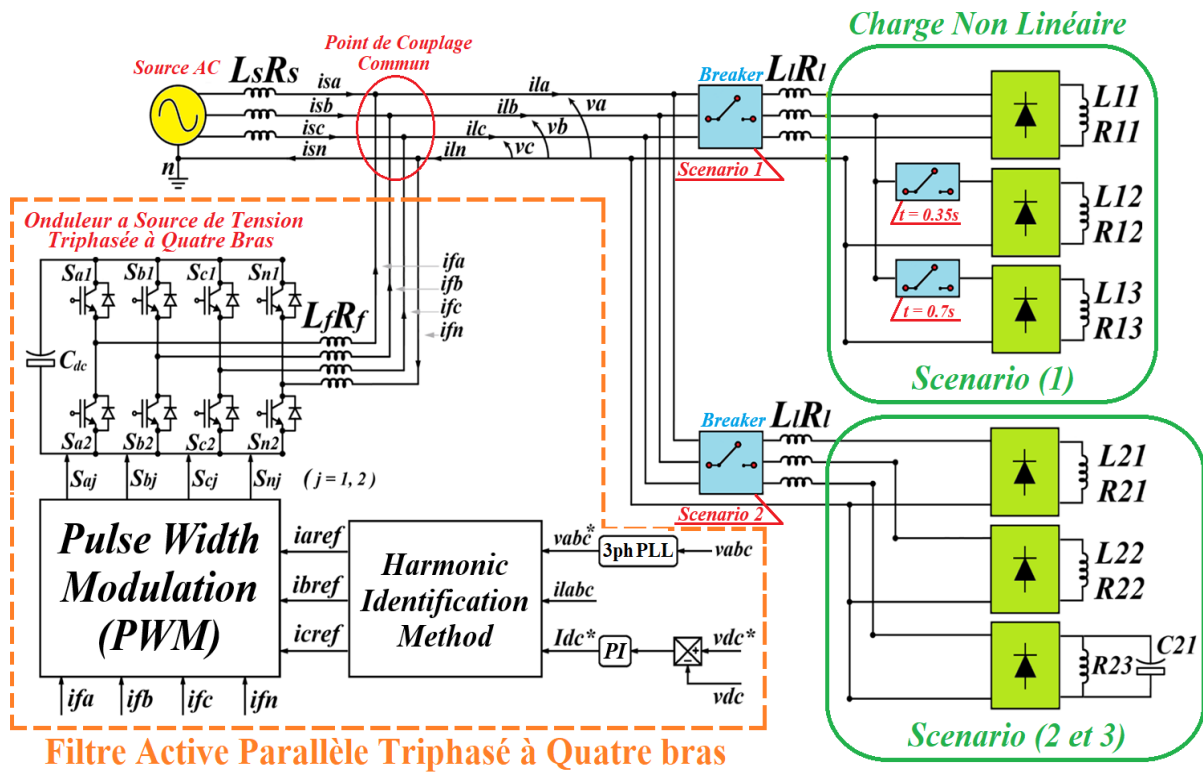 Charge Non Linéaire
Point de Couplage
Commun
Source AC
LsRs
isa
isb
isc
isn
n
ila
ilb
ilc
iln
va
vb
vc
Breaker
LlRl
Scenario 1
L11
R11
t = 0.35s
L12
R12
t = 0.7s
L13
R13
Scenario (1)
Onduleur a Source de Tension
Triphasée à Quatre Bras
Sa1
Sb1
Sc1
Sn1
LfRf
ifa
ifb
ifc
ifn
Cdc
Sa2
Sb2
Sc2
Sn2
Saj
Sbj
Scj
Snj
( j = 1, 2 )
Breaker
LlRl
Scenario 2
L21
R21
L22
R22
R23
C21
Scenario (2 et 3)
Pulse Width
Modulation
(PWM)
iaref
ibref
icref
Harmonic
Identification
Method
vabc*
3ph PLL
vabc
ilabc
Idc*
PI
vdc*
vdc
ifa
ifb
ifc
ifn
Filtre Active Parallèle Triphasé à Quatre bras